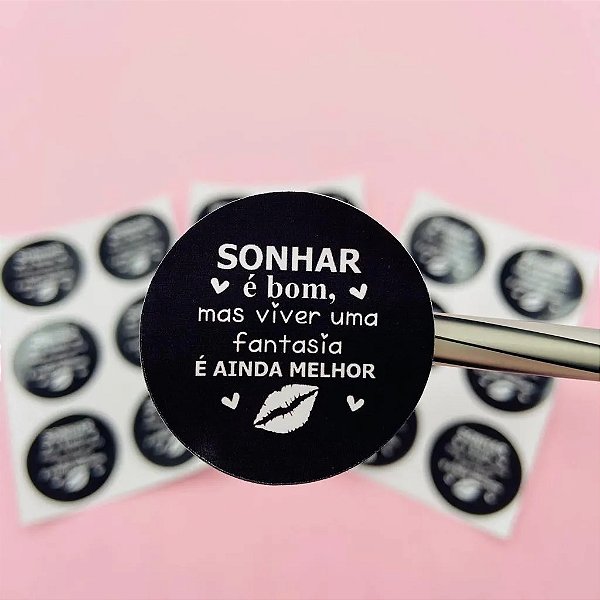 SONHAR
é bom,
mas viver uma
fantasia
É AINDA MELHOR